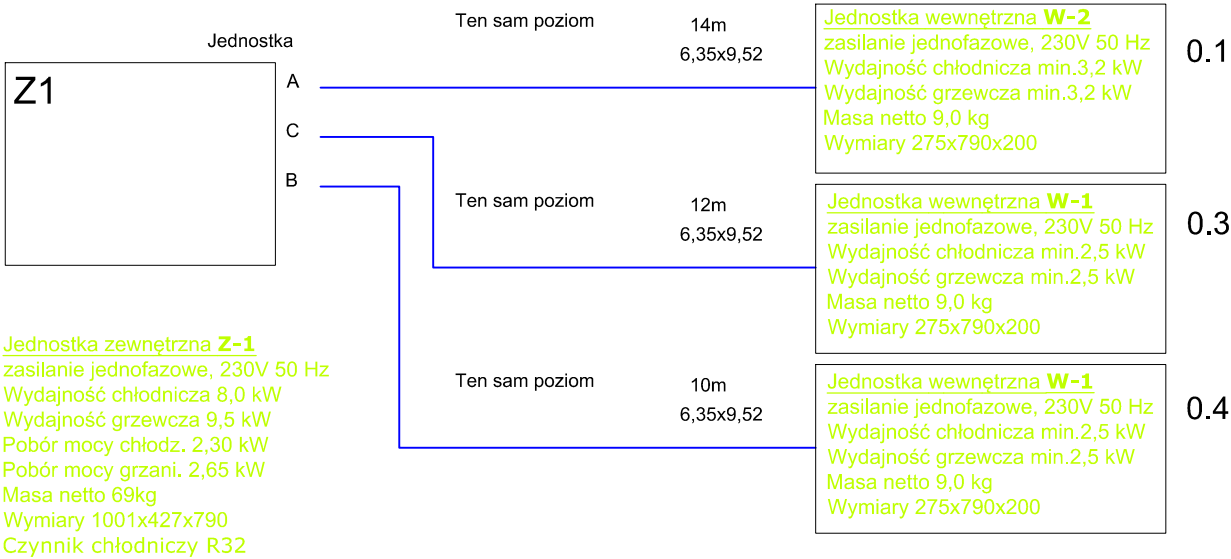 Jednostka
Z1
A
C
B
Jednostka zewnętrzna Z-1
zasilanie jednofazowe, 230V 50 Hz
Wydajność chłodnicza 8,0 kW
Wydajność grzewcza 9,5 kW
Pobór mocy chłodz. 2,30 kW
Pobór mocy grzani. 2,65 kW
Masa netto 69kg
Wymiary 1001x427x790
Czynnik chłodniczy R32
Ten sam poziom
14m
6,35x9,52
Jednostka wewnętrzna W-2
zasilanie jednofazowe, 230V 50 Hz
Wydajność chłodnicza min.3,2 kW
Wydajność grzewcza min.3,2 kW
Masa netto 9,0 kg
Wymiary 275x790x200
0.1
Ten sam poziom
12m
6,35x9,52
Jednostka wewnętrzna W-1
zasilanie jednofazowe, 230V 50 Hz
Wydajność chłodnicza min.2,5 kW
Wydajność grzewcza min.2,5 kW
Masa netto 9,0 kg
Wymiary 275x790x200
0.3
Ten sam poziom
10m
6,35x9,52
Jednostka wewnętrzna W-1
zasilanie jednofazowe, 230V 50 Hz
Wydajność chłodnicza min.2,5 kW
Wydajność grzewcza min.2,5 kW
Masa netto 9,0 kg
Wymiary 275x790x200
0.4